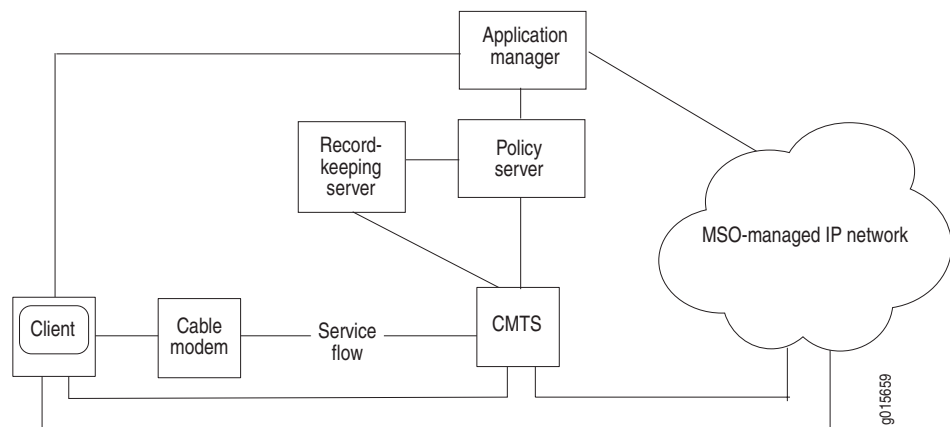 Application
manager
Record-
keeping
server
Policy
server
MSO-managed IP network
Client
Cable
modem
Service
flow
CMTS
g015659